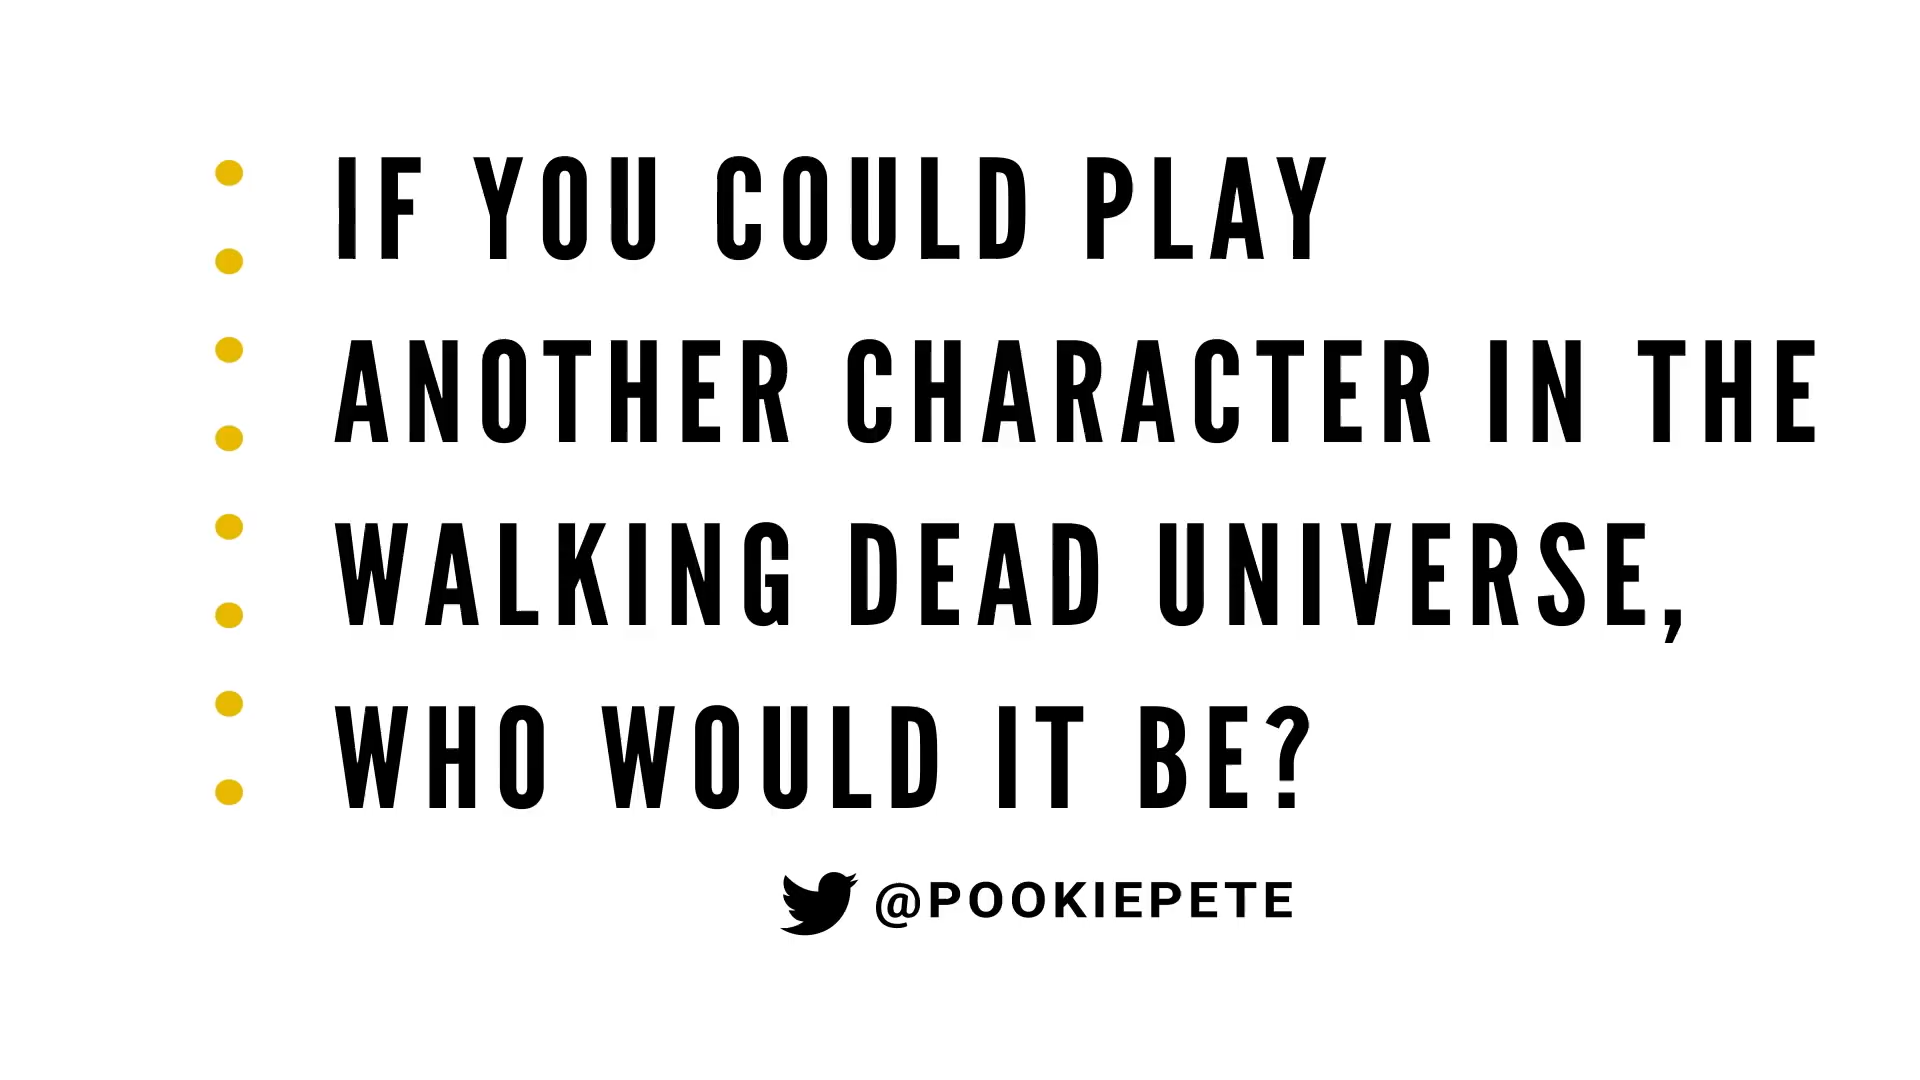 IF YOU COULD PLAY
ANOTHER CHARACTER IN THE
WALKING DEAD UNIVERSE,
WHO WOULD IT BE?
@POOKIEPETE